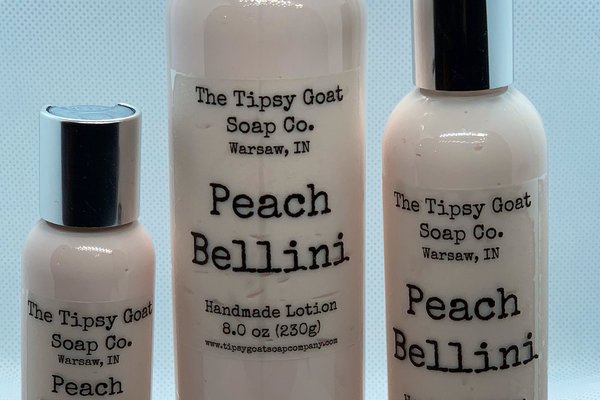 The Tipsy Goat
Soap Co.
Warsaw, IN
Peach
The Tipsy Goat
Soap Co.
Warsaw, IN
Peach
Bellini
Handmade Lotion
8.0 oz (230g)
www.tipsygoatsoapcompany.com
The Tipsy Goat
Soap Co.
Warsaw, IN
Peach
Bellini